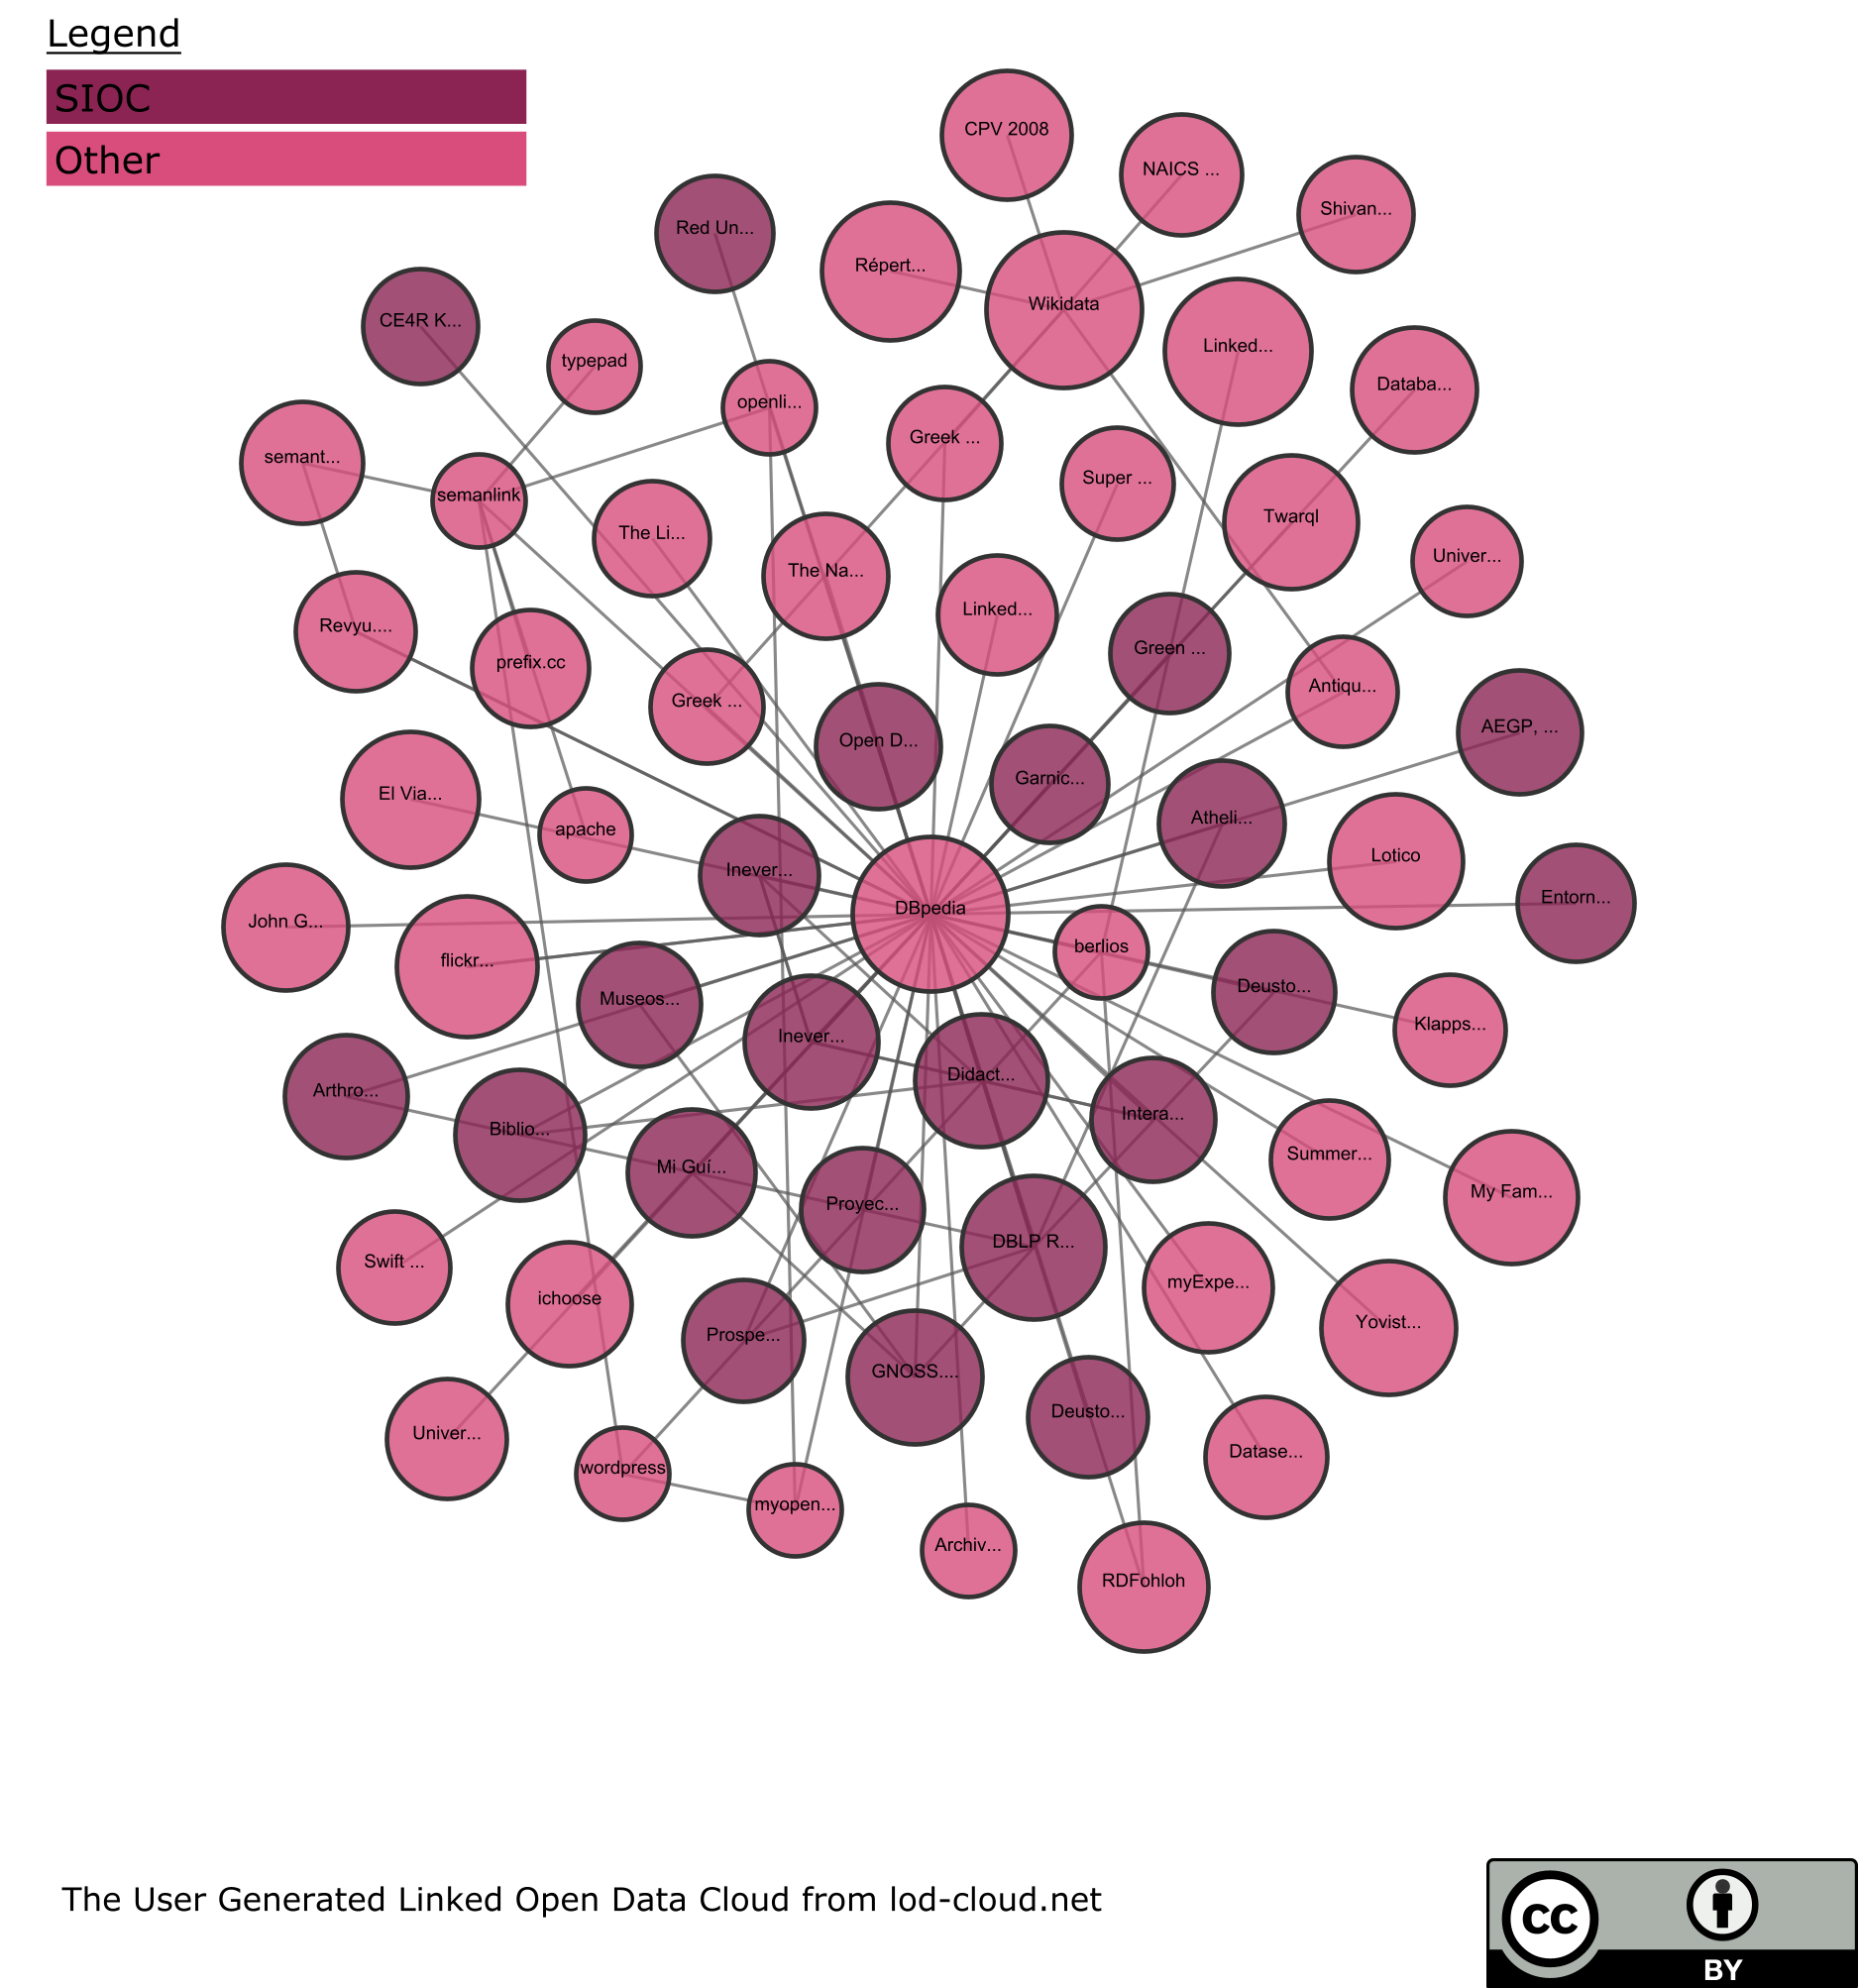 Legend
SIOC
Other
CPV 2008
NAICS ...
Shivan...
Red Un...
Répert...
Wikidata
CE4R K...
Linked...
typepad
Databa...
openli...
Greek ...
semant...
Super ...
semanlink
Twarql
The Li...
Univer...
The Na...
Linked...
Revyu....
Green ...
prefix.cc
Antiqu...
Greek ...
AEGP, ...
Open D...
Garnic...
El Via...
Atheli...
apache
Lotico
Inever...
Entorn...
DBpedia
John G...
berlios
flickr...
Deusto...
Museos...
Klapps...
Inever...
Didact...
Arthro...
Intera...
Biblio...
Summer...
Mi Guí...
My Fam...
Proyec...
DBLP R...
Swift ...
myExpe...
ichoose
Yovist...
Prospe...
GNOSS....
Deusto...
Univer...
Datase...
wordpress
myopen...
Archiv...
RDFohloh
The User Generated Linked Open Data Cloud from lod-cloud.net
cc
BY